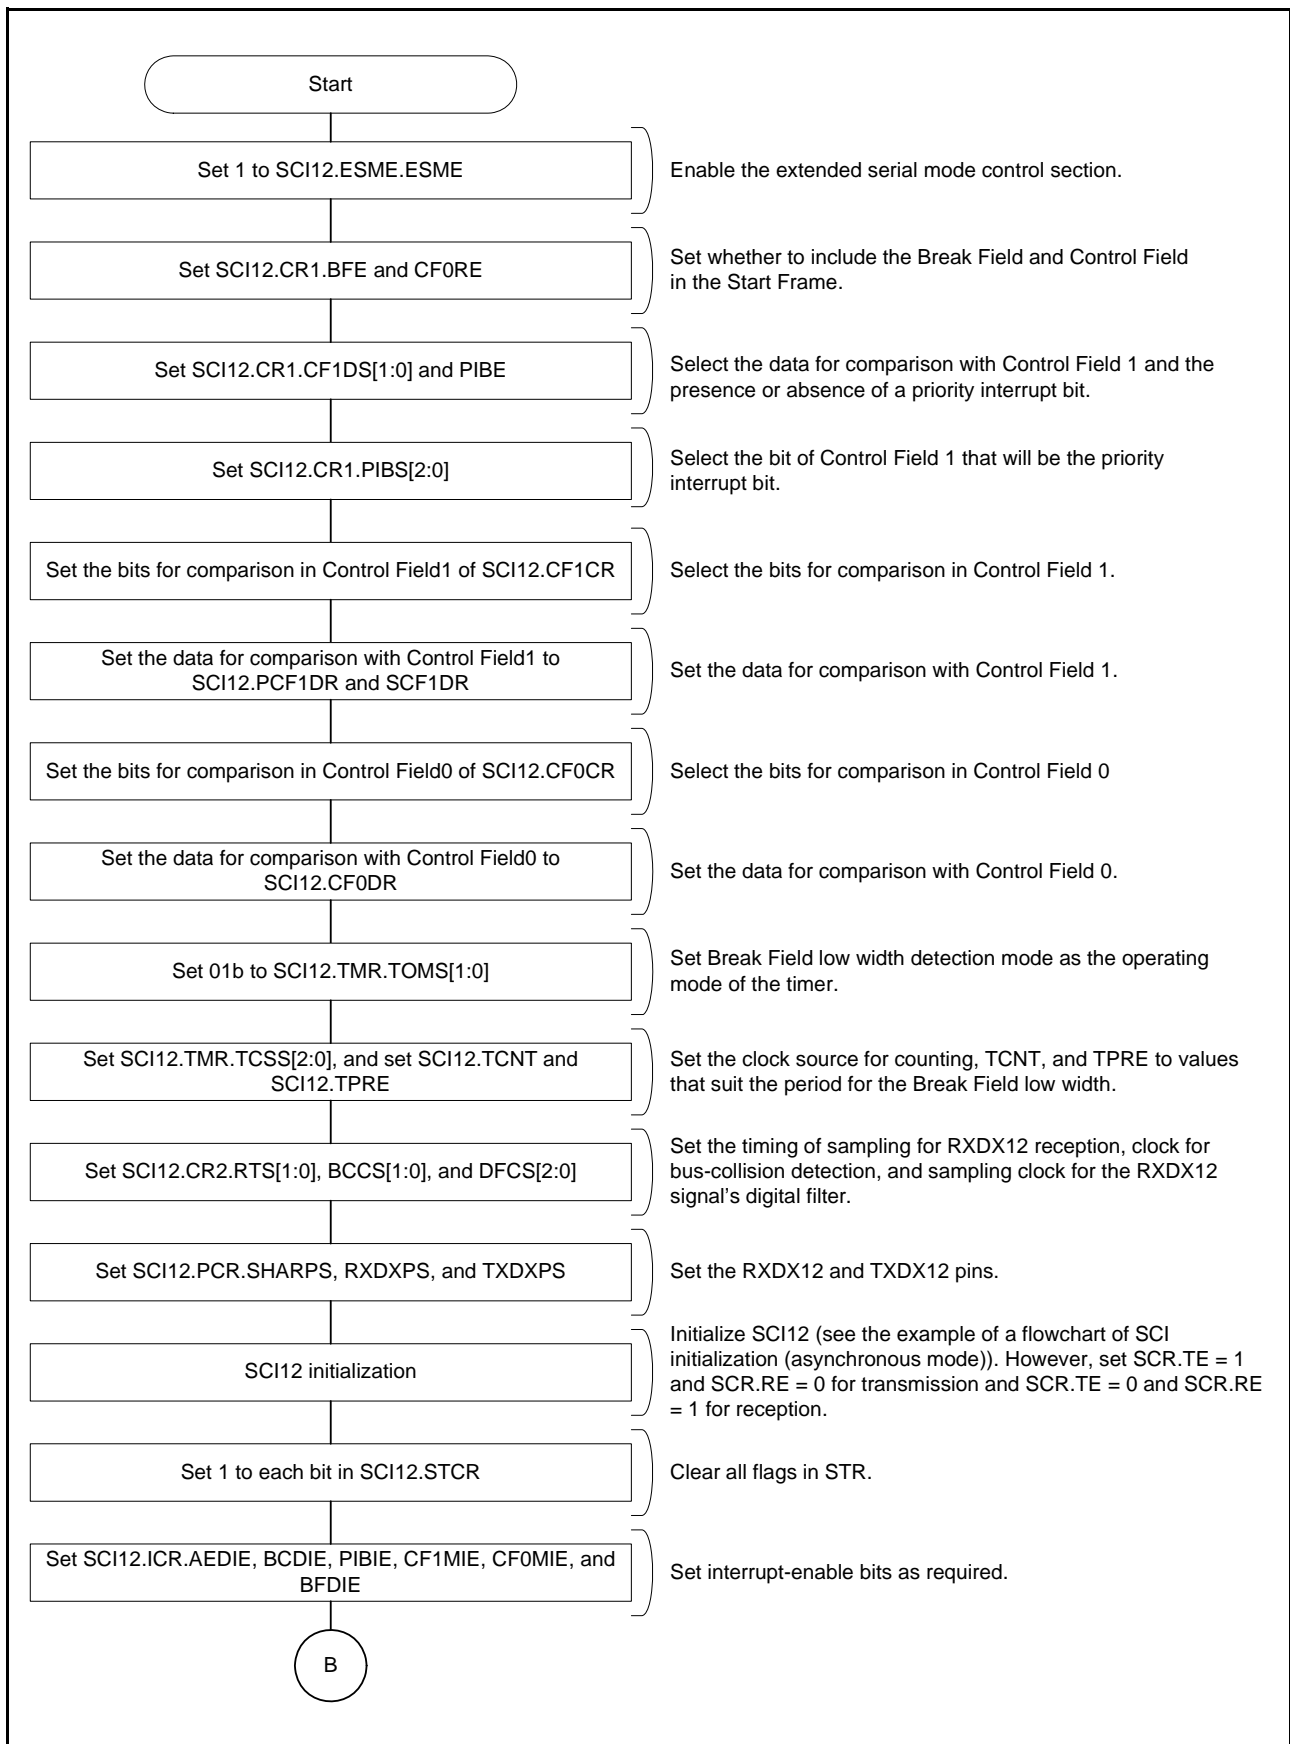 Start
Set 1 to SCI12.ESME.ESME
Enable the extended serial mode control section.
Set SCI12.CR1.BFE and CF0RE
Set whether to include the Break Field and Control Field
in the Start Frame.
Set SCI12.CR1.CF1DS[1:0] and PIBE
Select the data for comparison with Control Field 1 and the
presence or absence of a priority interrupt bit.
Set SCI12.CR1.PIBS[2:0]
Select the bit of Control Field 1 that will be the priority
interrupt bit.
Set the bits for comparison in Control Field1 of SCI12.CF1CR
Select the bits for comparison in Control Field 1.
Set the data for comparison with Control Field1 to
SCI12.PCF1DR and SCF1DR
Set the data for comparison with Control Field 1.
Set the bits for comparison in Control Field0 of SCI12.CF0CR
Select the bits for comparison in Control Field 0
Set the data for comparison with Control Field0 to
SCI12.CF0DR
Set the data for comparison with Control Field 0.
Set 01b to SCI12.TMR.TOMS[1:0]
Set Break Field low width detection mode as the operating
mode of the timer.
Set SCI12.TMR.TCSS[2:0], and set SCI12.TCNT and
SCI12.TPRE
Set the clock source for counting, TCNT, and TPRE to values
that suit the period for the Break Field low width.
Set SCI12.CR2.RTS[1:0], BCCS[1:0], and DFCS[2:0]
Set the timing of sampling for RXDX12 reception, clock for
bus-collision detection, and sampling clock for the RXDX12
signal's digital filter.
Set SCI12.PCR.SHARPS, RXDXPS, and TXDXPS
Set the RXDX12 and TXDX12 pins.
SCI12 initialization
Initialize SCI12 (see the example of a flowchart of SCI
initialization (asynchronous mode)). However, set SCR.TE = 1
and SCR.RE = 0 for transmission and SCR.TE = 0 and SCR.RE
= 1 for reception.
Set 1 to each bit in SCI12.STCR
Clear all flags in STR.
Set SCI12.ICR.AEDIE, BCDIE, PIBIE, CF1MIE, CF0MIE, and
BFDIE
Set interrupt-enable bits as required.
B